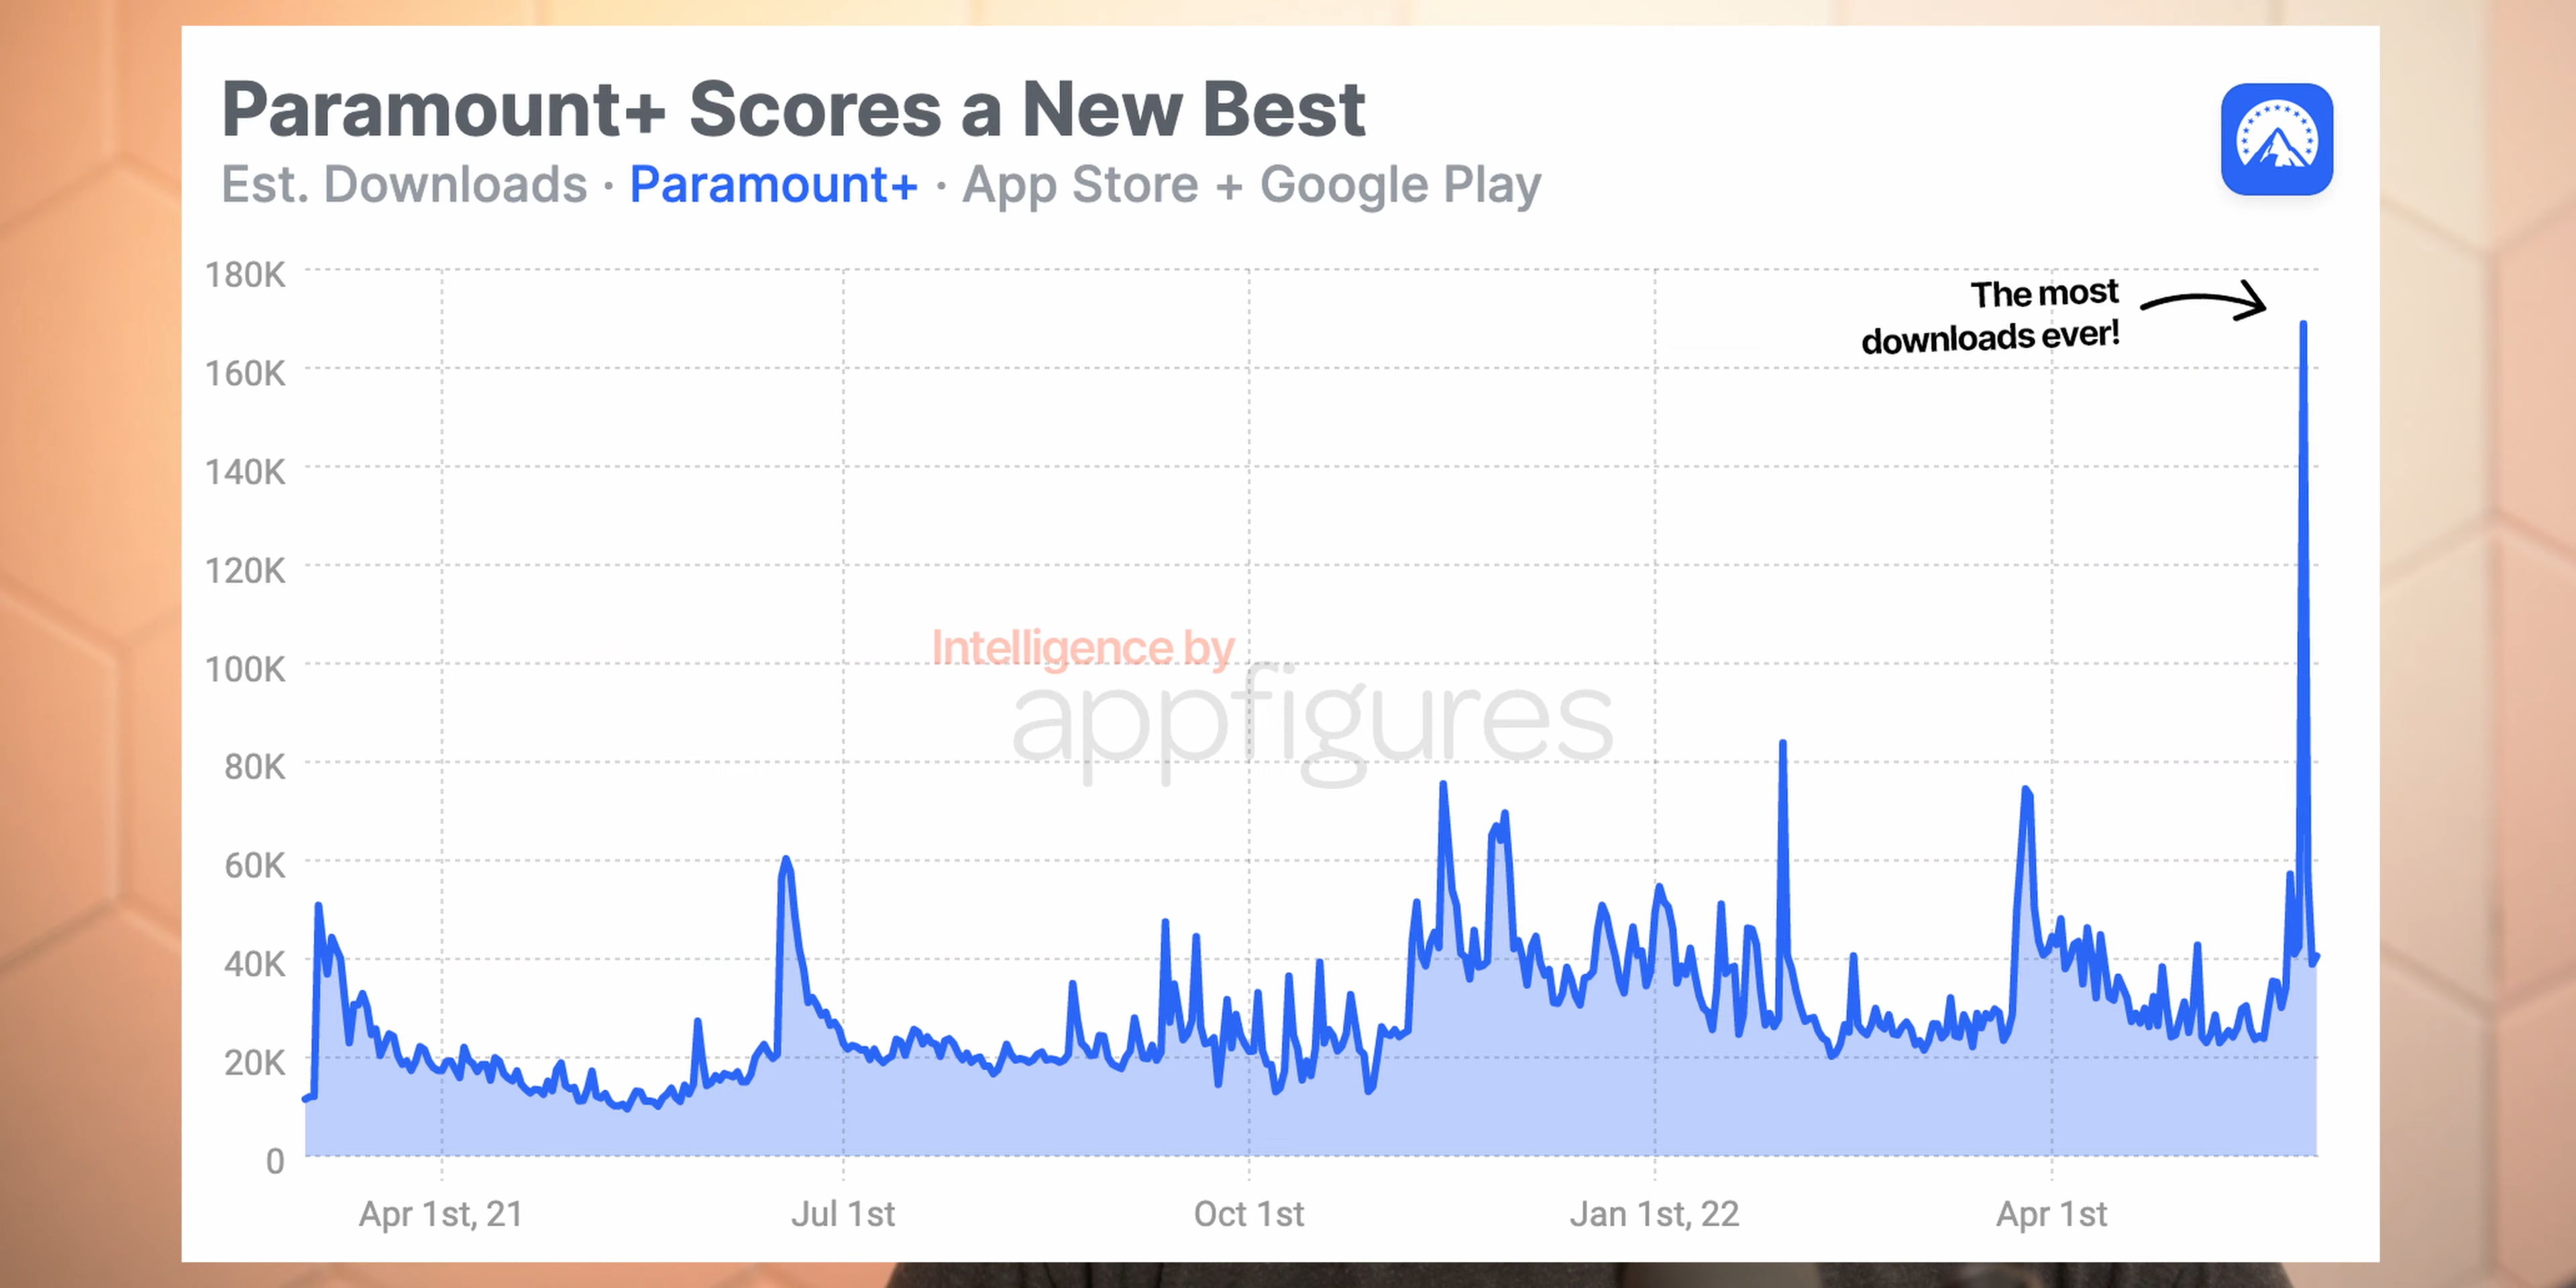 Paramount+ Scores a New Best
Est. Downloads · Paramount+ · App Store + Google Play
180K
The most
downloads ever!
160K
140K
120K
100K
Intelligence by
appfigures
80K
60K
40K
20K
0
Apr 1st, 21
Jul 1st
Oct 1st
Jan 1st, 22
Apr 1st